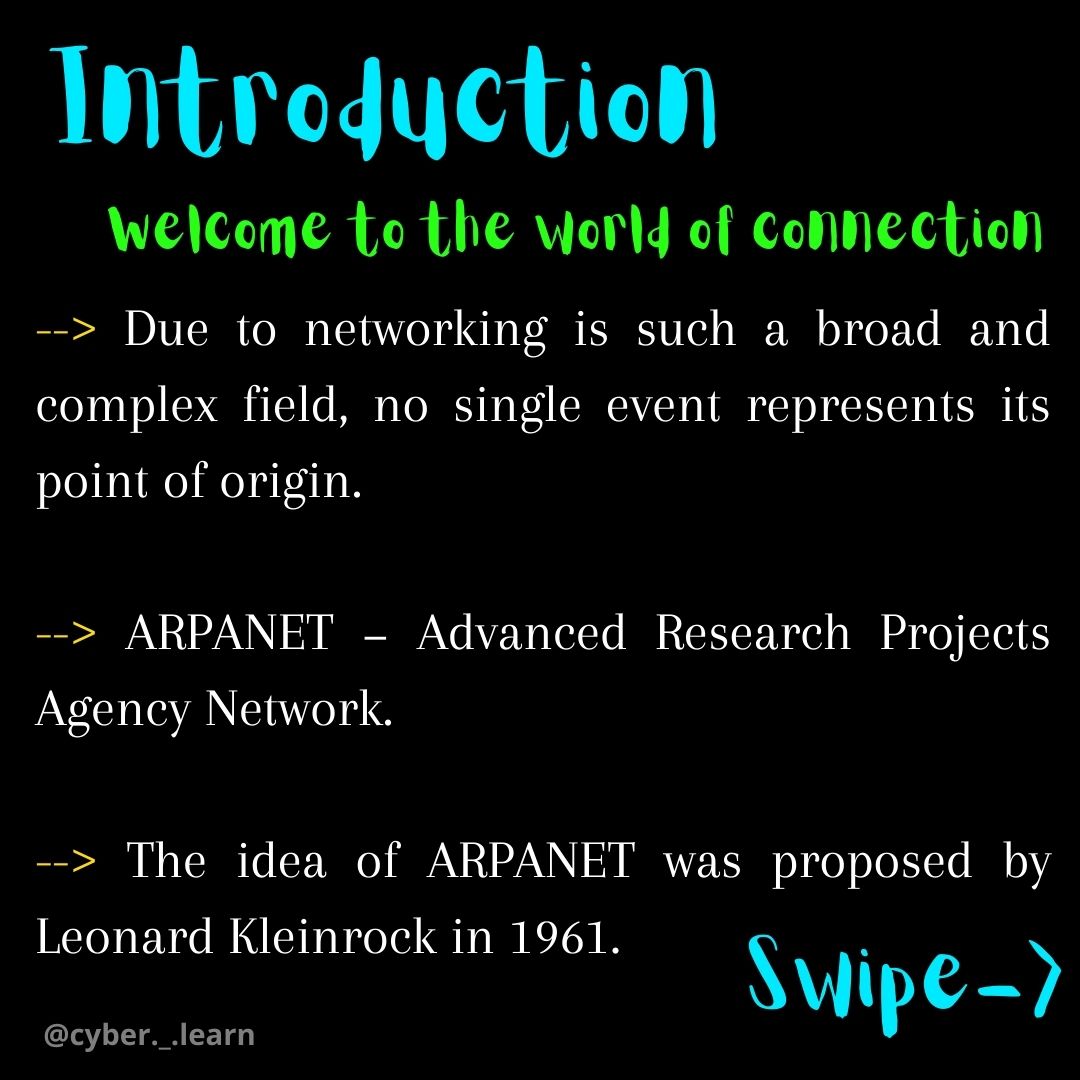 Introduction
Welcome to the world of connection
--> Due to networking is such a broad and
complex field, no single event represents its
point of origin.
--> ARPANET – Advanced Research Projects
Agency Network.
--> The idea of ARPANET was proposed by
Leonard Kleinrock in 1961.
Swipe->
@cyber._.learn